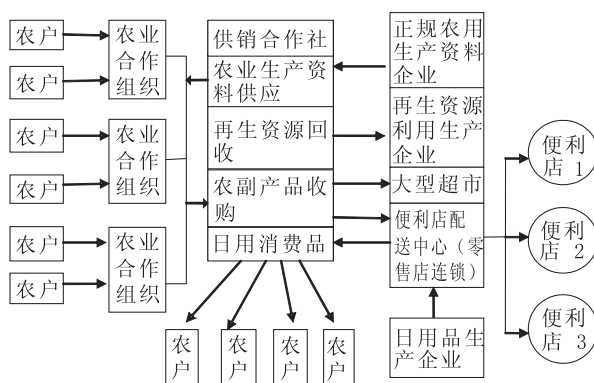 农户
农户
农业
合作
组织
农户
农户
农业
合作
组织
农户
农户
农业
合作
组织
供销合作社
农业生产资
料供应
再生资源回
收
农副产品收
购
日用消费品
农
户
农
户
农
户
农
户
正规农用
生产资料
企业
再生资源
利用生产
企业
大型超市
便利店配
送中心（零
售店连锁）
日用品生
产企业
便利
店 1
便利
店 2
便利
店 3